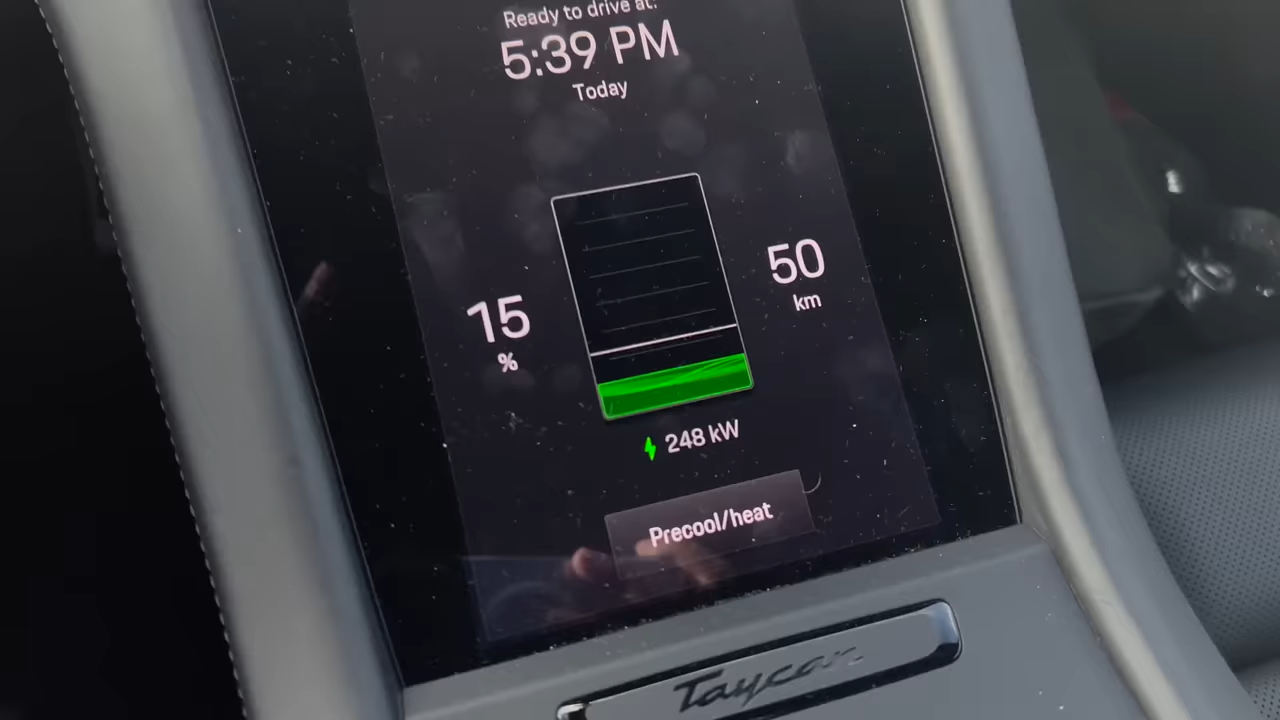 Ready to drive at:
5:39 PM
Today
15
%
50
km
248 kW
Precool/heat
Taycan